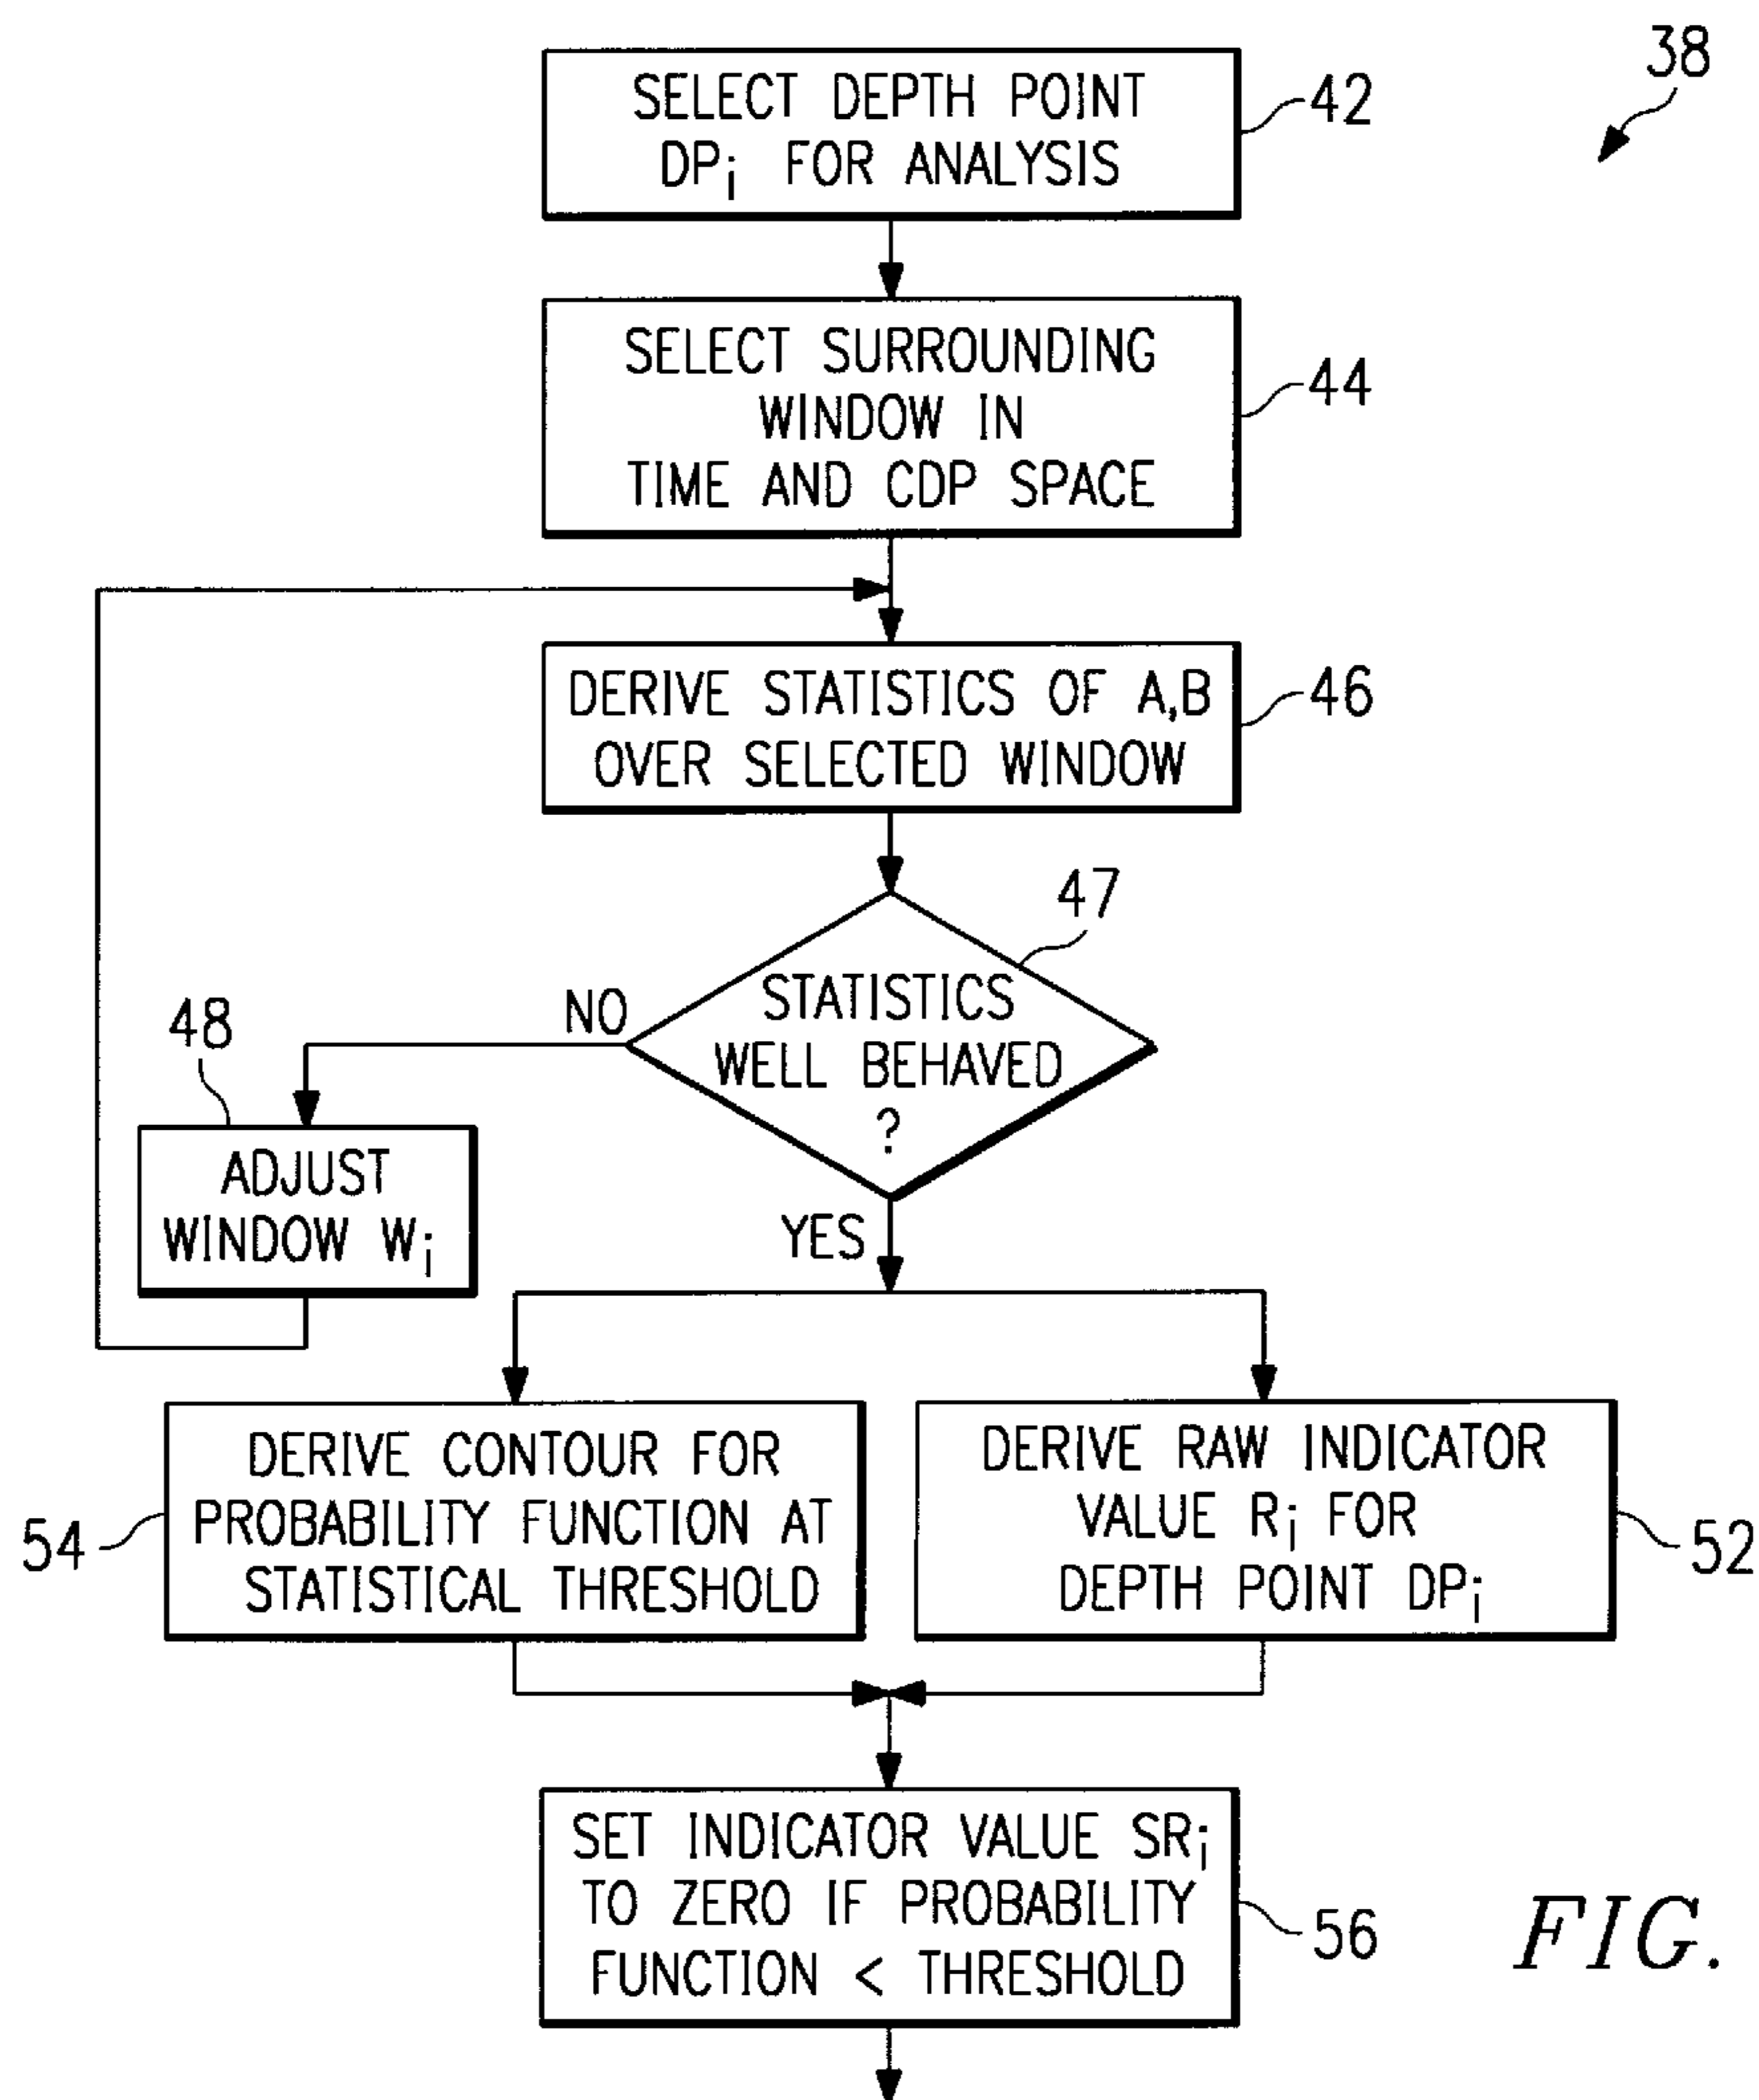 38
SELECT DEPTH POINT
DPi FOR ANALYSIS
42
SELECT SURROUNDING
WINDOW IN
TIME AND CDP SPACE
44
DERIVE STATISTICS OF A,B
OVER SELECTED WINDOW
46
47
STATISTICS
WELL BEHAVED
?
NO
48
ADJUST
WINDOW Wi
YES
DERIVE CONTOUR FOR
PROBABILITY FUNCTION AT
STATISTICAL THRESHOLD
54
DERIVE RAW INDICATOR
VALUE Ri FOR
DEPTH POINT DPi
52
SET INDICATOR VALUE SRi
TO ZERO IF PROBABILITY
FUNCTION < THRESHOLD
56
FIG.